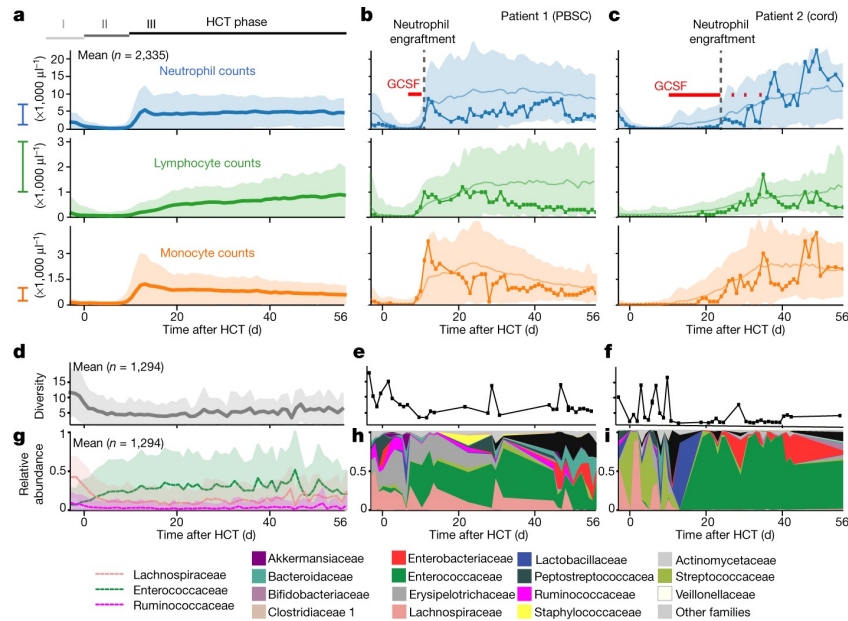 a
I
II
III
HCT phase
Mean (n = 2,335)
Neutrophil counts
(×1,000 µl⁻¹)
20
15
10
5
0
Lymphocyte counts
(×1,000 µl⁻¹)
3
2
1
0
Monocyte counts
(×1,000 µl⁻¹)
3
1.5
0
20
40
56
Time after HCT (d)
b
Neutrophil
engraftment
Patient 1 (PBSC)
GCSF
0
20
40
56
Time after HCT (d)
c
Neutrophil
engraftment
Patient 2 (cord)
GCSF
0
20
40
56
Time after HCT (d)
d
Mean (n = 1,294)
Diversity
15
10
5
e
f
g
Mean (n = 1,294)
Relative
abundance
1
0.5
0
0
20
40
56
Time after HCT (d)
h
0.5
0
0
20
40
56
Time after HCT (d)
i
0.5
0
0
20
40
56
Time after HCT (d)
Lachnospiraceae
Enterococcaceae
Ruminococcaceae
Akkermansiaceae
Bacteroidaceae
Bifidobacteriaceae
Clostridiaceae 1
Enterobacteriaceae
Enterococcaceae
Erysipelotrichaceae
Lachnospiraceae
Lactobacillaceae
Peptostreptococcacea
Ruminococcaceae
Staphylococcaceae
Actinomycetaceae
Streptococcaceae
Veillonellaceae
Other families